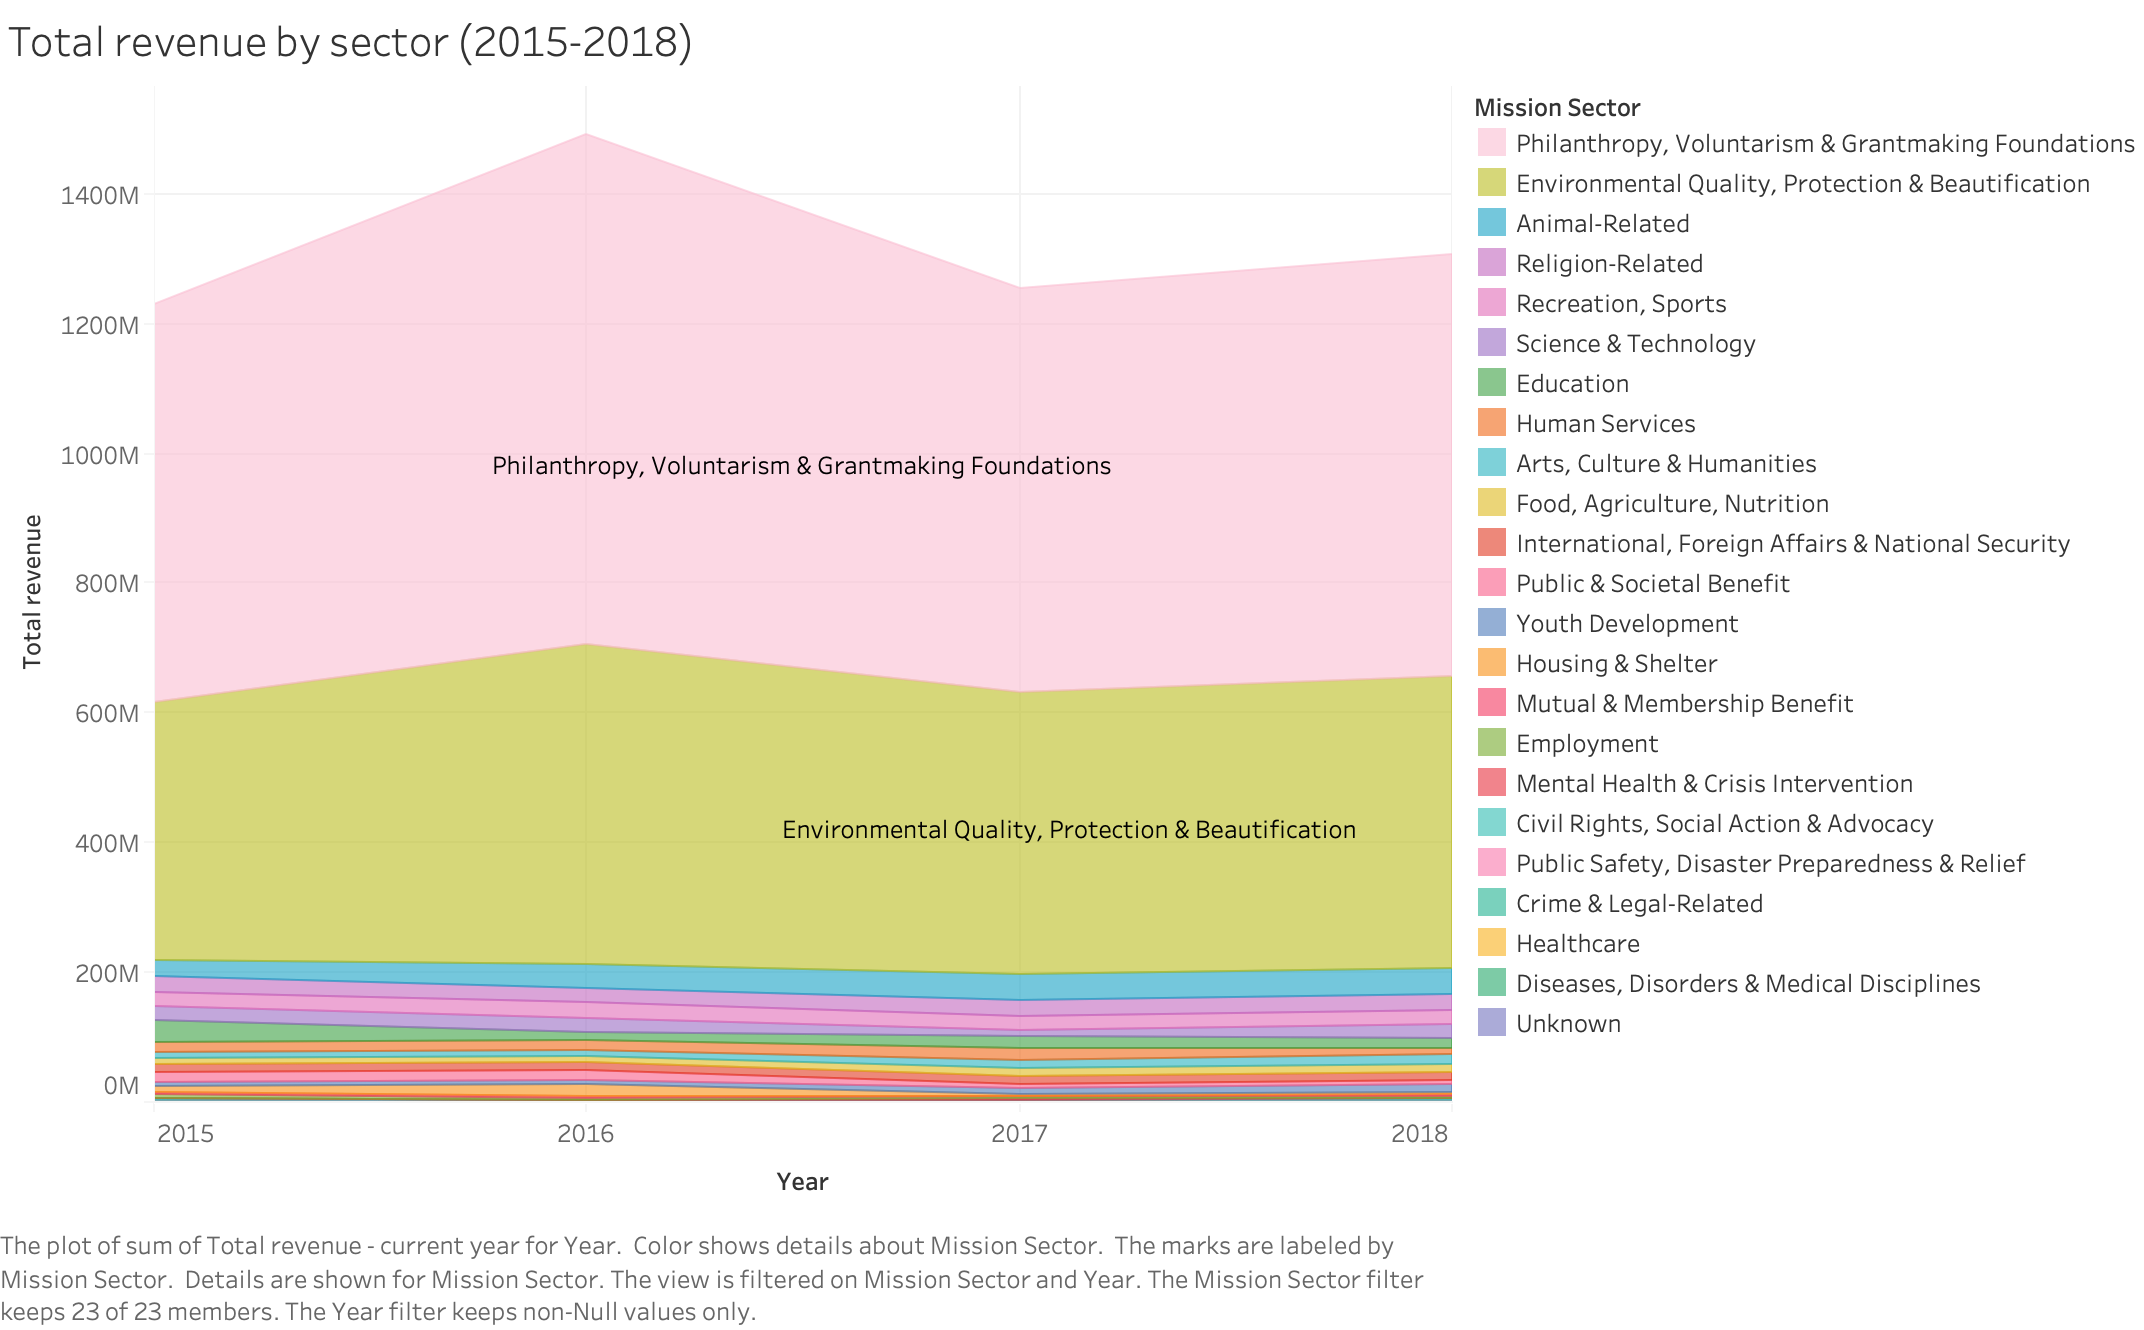 Total revenue by sector (2015-2018)
Mission Sector
Philanthropy, Voluntarism & Grantmaking Foundations
Environmental Quality, Protection & Beautification
Animal-Related
Religion-Related
Recreation, Sports
Science & Technology
Education
Human Services
Arts, Culture & Humanities
Food, Agriculture, Nutrition
International, Foreign Affairs & National Security
Public & Societal Benefit
Youth Development
Housing & Shelter
Mutual & Membership Benefit
Employment
Mental Health & Crisis Intervention
Civil Rights, Social Action & Advocacy
Public Safety, Disaster Preparedness & Relief
Crime & Legal-Related
Healthcare
Diseases, Disorders & Medical Disciplines
Unknown
Total revenue
1400M
1200M
1000M
800M
600M
400M
200M
0M
Philanthropy, Voluntarism & Grantmaking Foundations
Environmental Quality, Protection & Beautification
2015 2016 2017 2018
Year
The plot of sum of Total revenue - current year for Year. Color shows details about Mission Sector. The marks are labeled by
Mission Sector. Details are shown for Mission Sector. The view is filtered on Mission Sector and Year. The Mission Sector filter
keeps 23 of 23 members. The Year filter keeps non-Null values only.